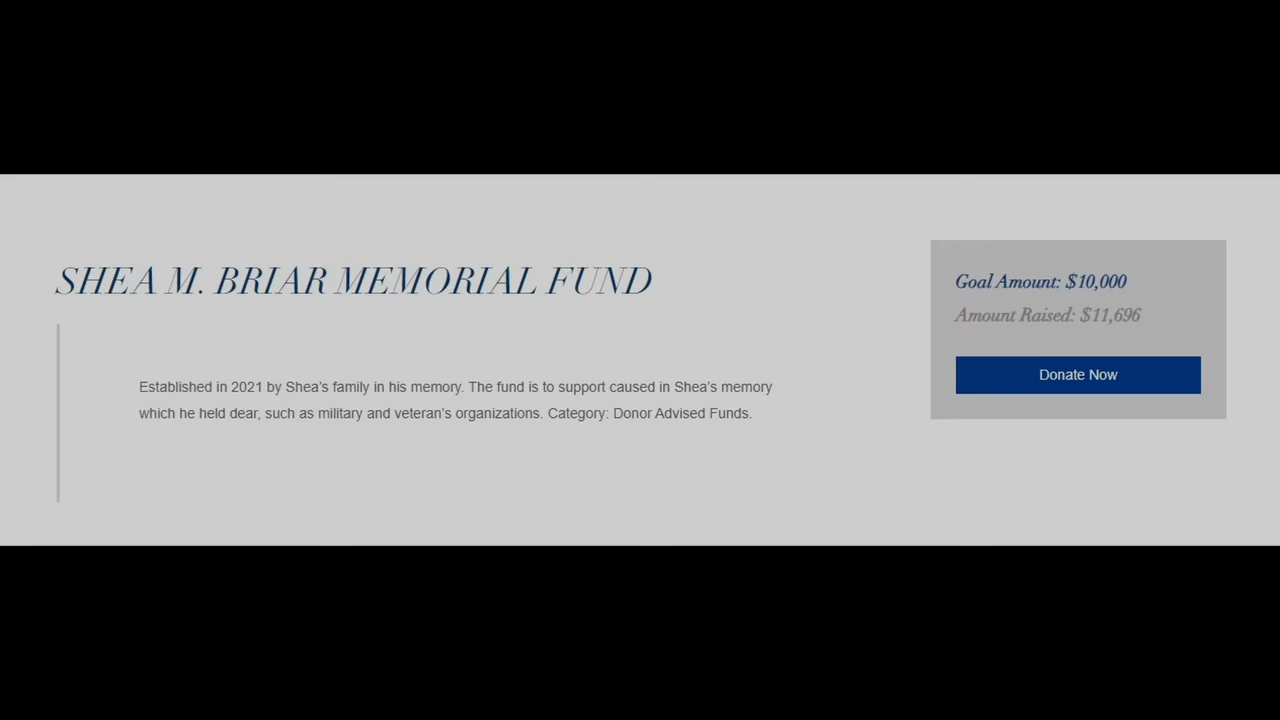 SHEA M. BRIAR MEMORIAL FUND
Established in 2021 by Shea’s family in his memory. The fund is to support caused in Shea’s memory
which he held dear, such as military and veteran’s organizations. Category: Donor Advised Funds.
Goal Amount: $10,000
Amount Raised: $11,696
Donate Now